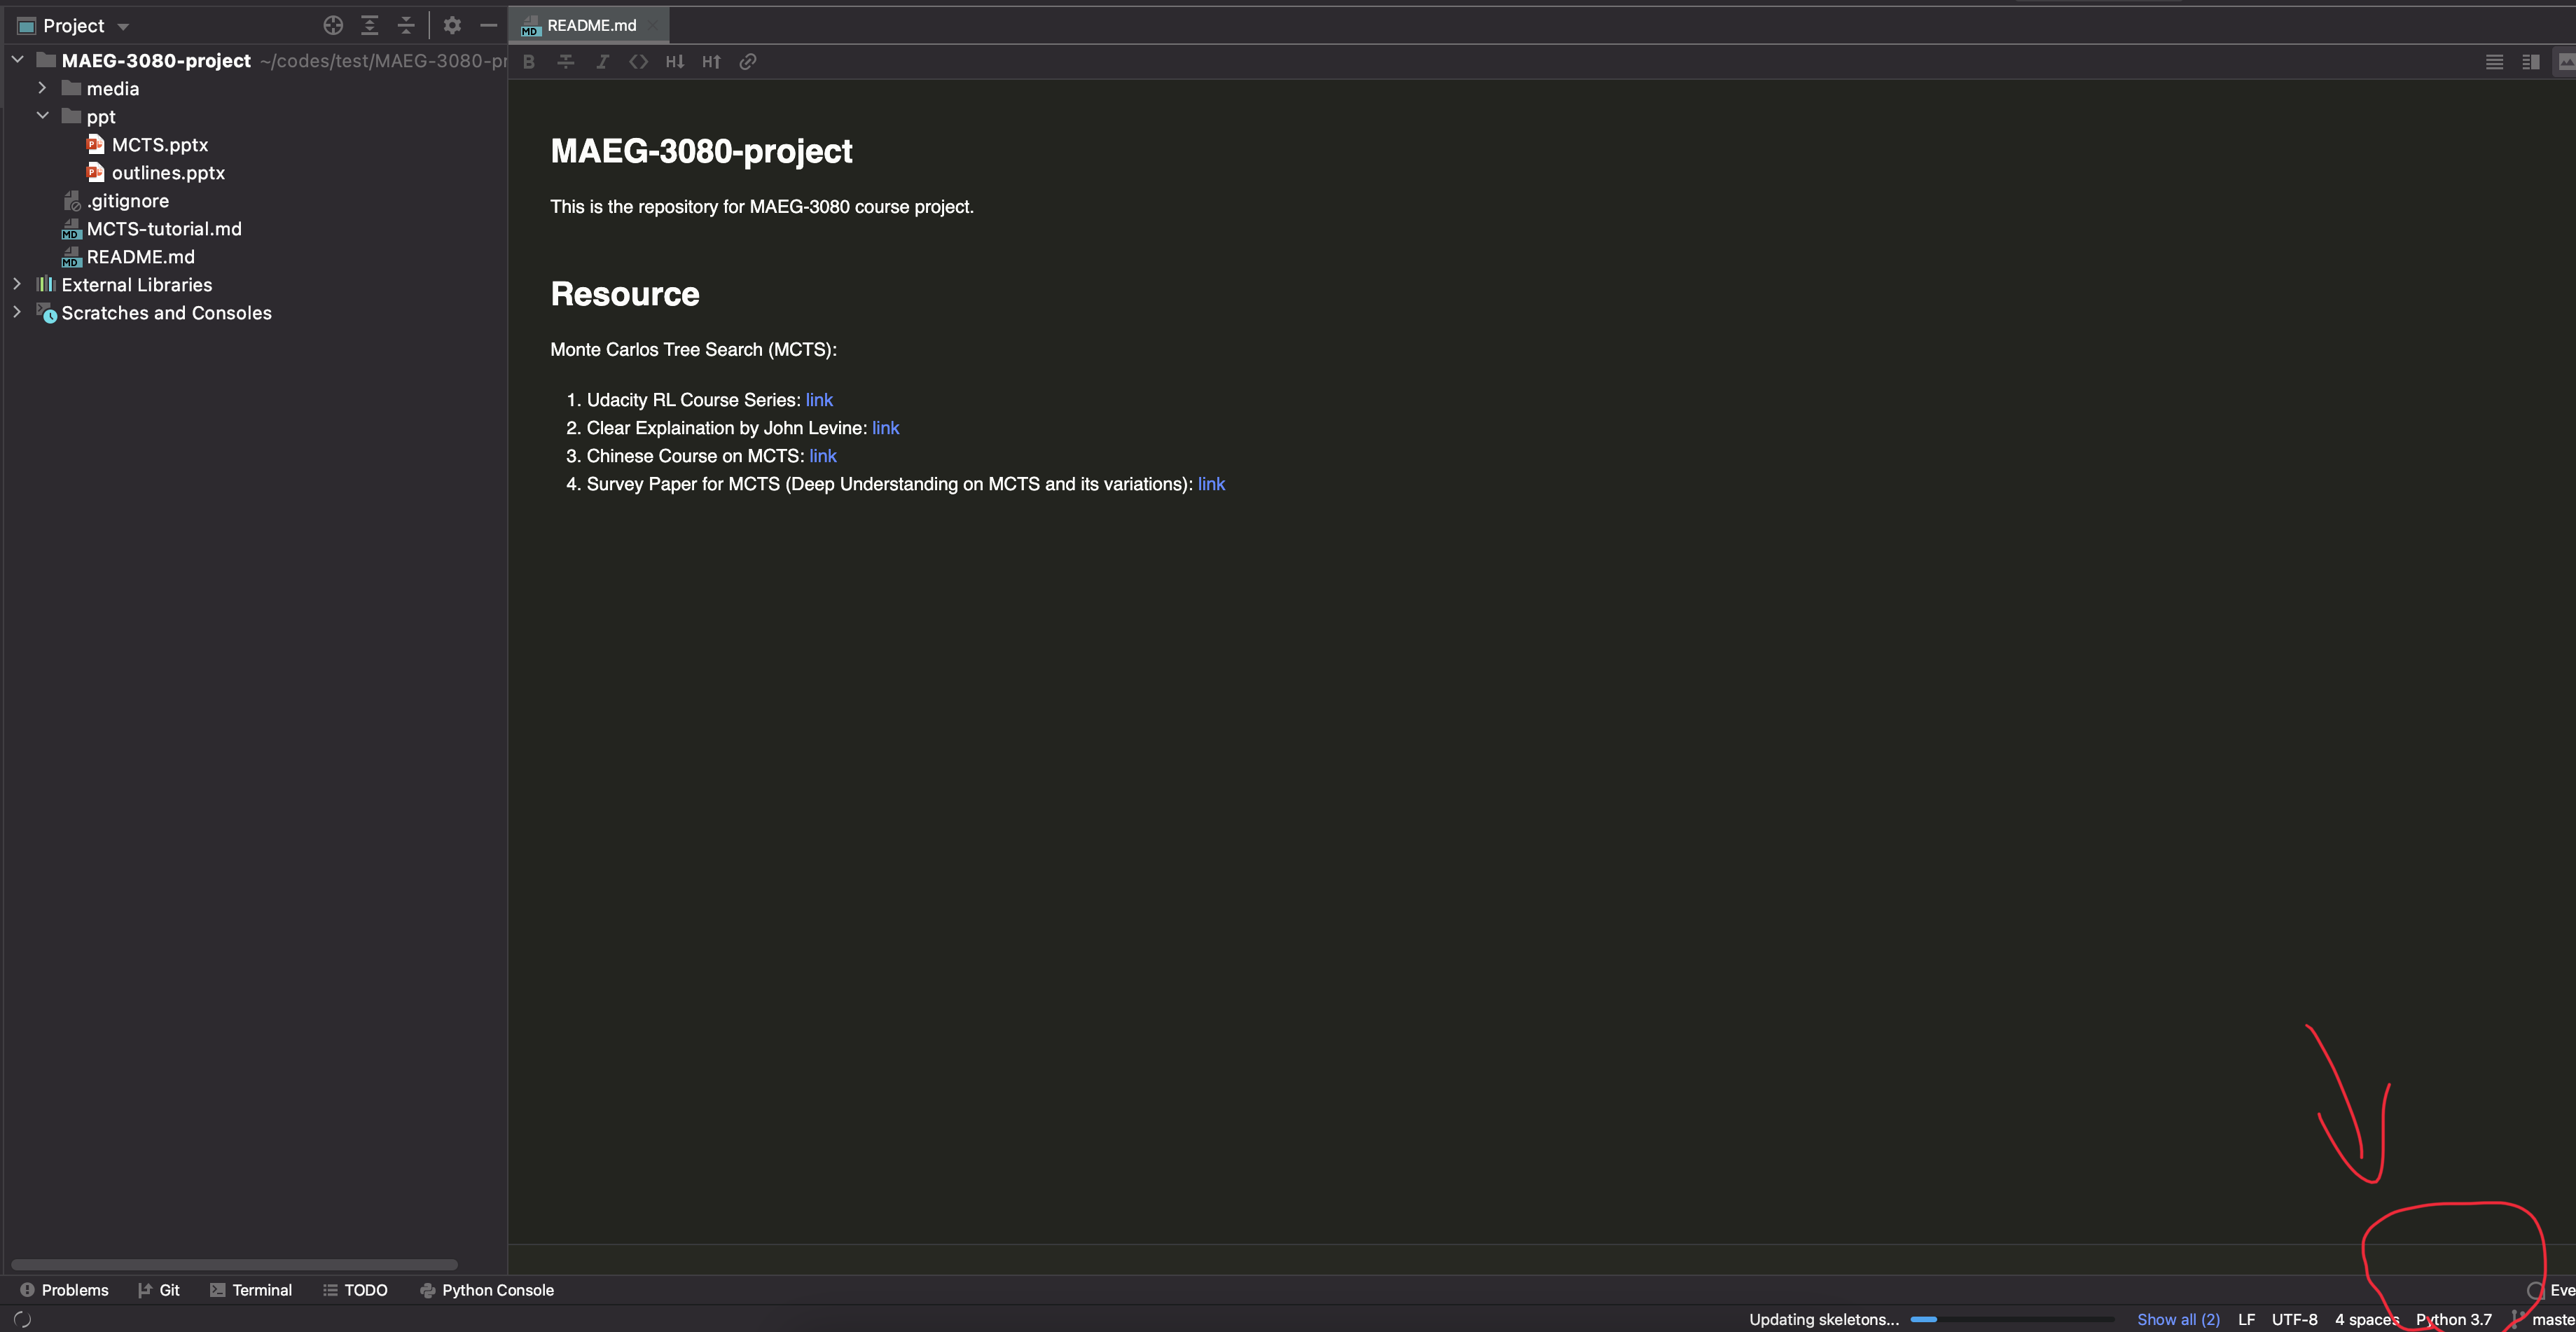 Project
README.md
MAEG-3080-project ~/codes/test/MAEG-3080-pr
B I <> H↓ H↑
media
ppt
MCTS.pptx
outlines.pptx
.gitignore
MD MCTS-tutorial.md
MD README.md
External Libraries
Scratches and Consoles
MAEG-3080-project
This is the repository for MAEG-3080 course project.
Resource
Monte Carlos Tree Search (MCTS):
1. Udacity RL Course Series: link
2. Clear Explaination by John Levine: link
3. Chinese Course on MCTS: link
4. Survey Paper for MCTS (Deep Understanding on MCTS and its variations): link
Problems Git Terminal TODO Python Console Eve
Updating skeletons... Show all (2) LF UTF-8 4 spaces Python 3.7 maste